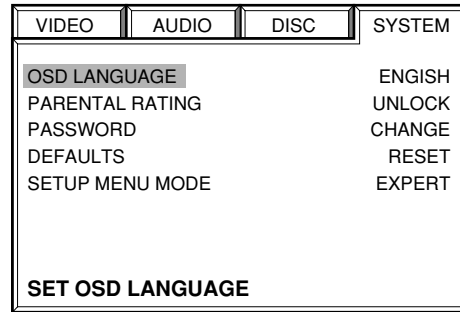 VIDEO AUDIO DISC SYSTEM
OSD LANGUAGE ENGISH
PARENTAL RATING UNLOCK
PASSWORD CHANGE
DEFAULTS RESET
SETUP MENU MODE EXPERT
SET OSD LANGUAGE